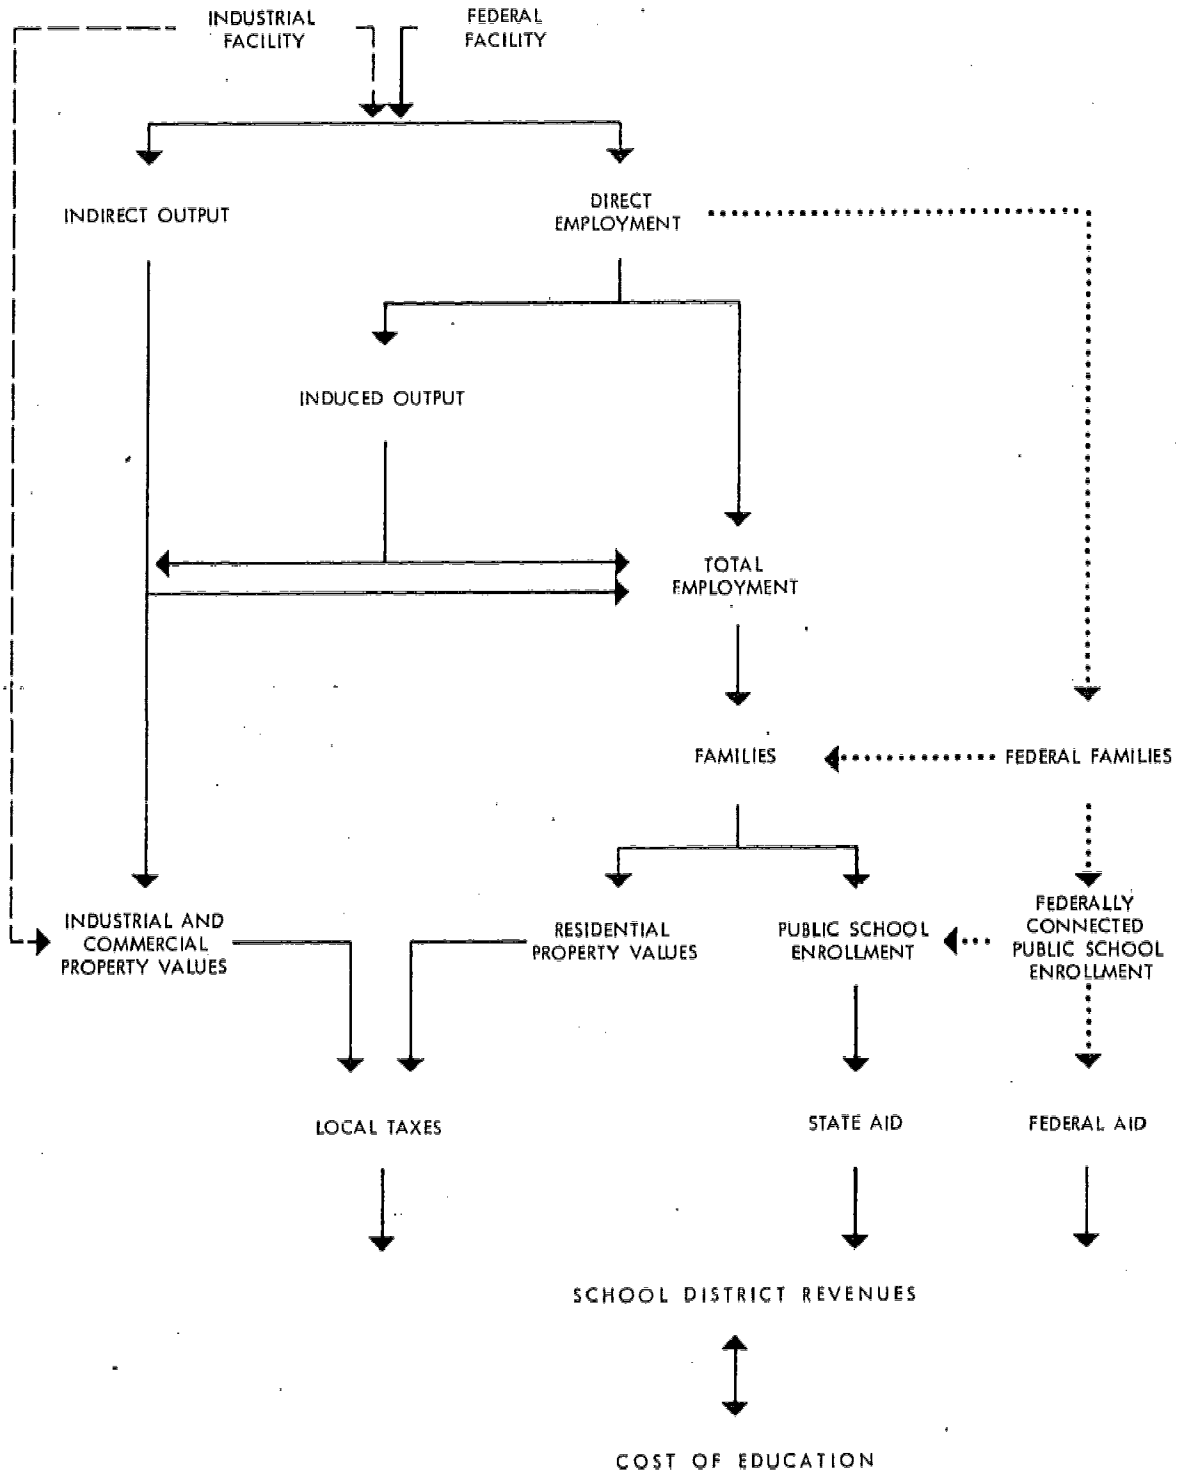 INDUSTRIAL
FACILITY
FEDERAL
FACILITY
INDIRECT OUTPUT
DIRECT
EMPLOYMENT
INDUCED OUTPUT
TOTAL
EMPLOYMENT
FAMILIES
FEDERAL FAMILIES
INDUSTRIAL AND
COMMERCIAL
PROPERTY VALUES
RESIDENTIAL
PROPERTY VALUES
PUBLIC SCHOOL
ENROLLMENT
FEDERALLY
CONNECTED
PUBLIC SCHOOL
ENROLLMENT
LOCAL TAXES
STATE AID
FEDERAL AID
SCHOOL DISTRICT REVENUES
COST OF EDUCATION